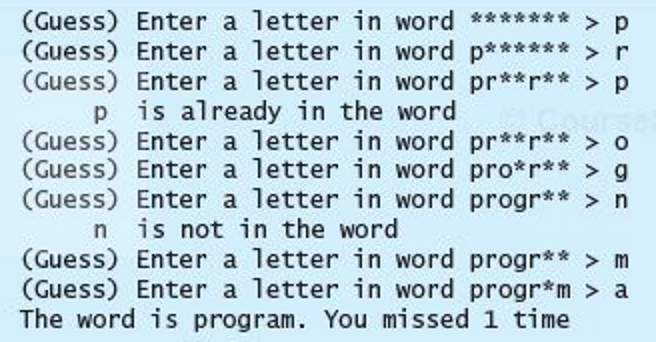 (Guess) Enter a letter in word ******* > p
(Guess) Enter a letter in word p****** > r
(Guess) Enter a letter in word pr**r** > p
p is already in the word
(Guess) Enter a letter in word pr**r** > o
(Guess) Enter a letter in word pro*r** > g
(Guess) Enter a letter in word progr** > n
n is not in the word
(Guess) Enter a letter in word progr** > m
(Guess) Enter a letter in word progr*m > a
The word is program. You missed 1 time